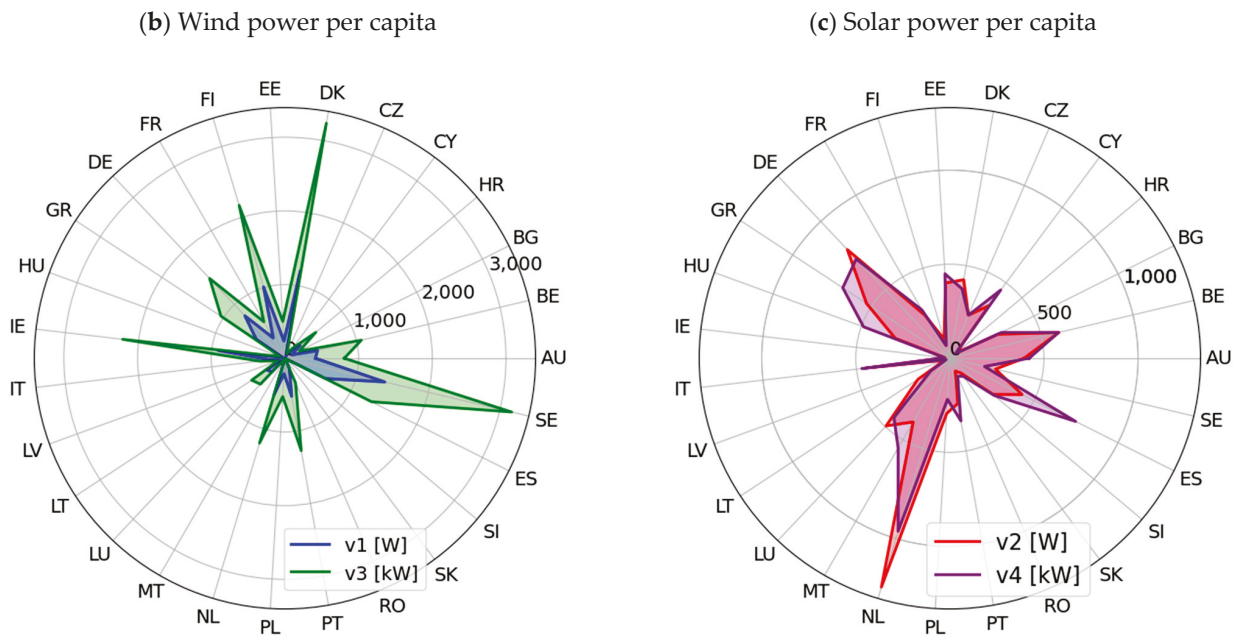 (b) Wind power per capita
(c) Solar power per capita
EE
DK
CZ
CY
HR
BG
BE
AU
SE
ES
SI
SK
RO
PT
PL
NL
MT
LU
LT
LV
IT
IE
HU
GR
DE
FR
FI
3,000
2,000
1,000
0
v1 [W]
v3 [kW]
EE
DK
CZ
CY
HR
BG
BE
AU
SE
ES
SI
SK
RO
PT
PL
NL
MT
LU
LT
LV
IT
IE
HU
GR
DE
FR
FI
1,000
500
0
v2 [W]
v4 [kW]